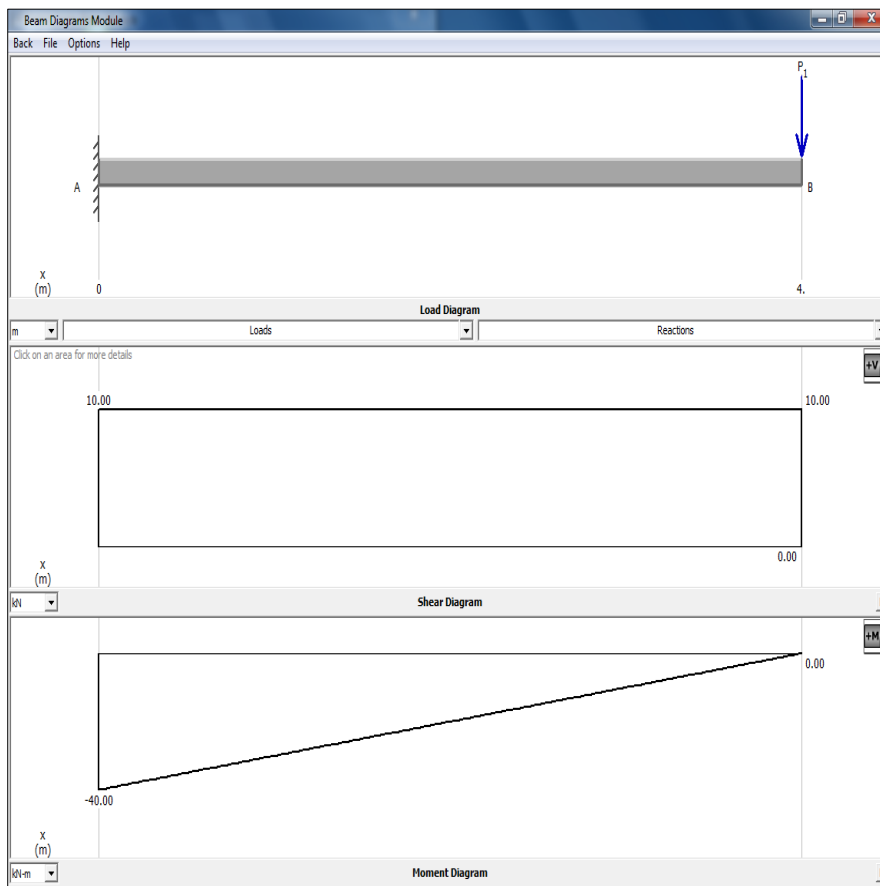 Beam Diagrams Module
Back File Options Help
P1
A
B
x
(m)
0
4.
Load Diagram
m
Loads
Reactions
Click on an area for more details
+V
10.00
10.00
0.00
x
(m)
kN
Shear Diagram
+M
0.00
-40.00
x
(m)
kN-m
Moment Diagram